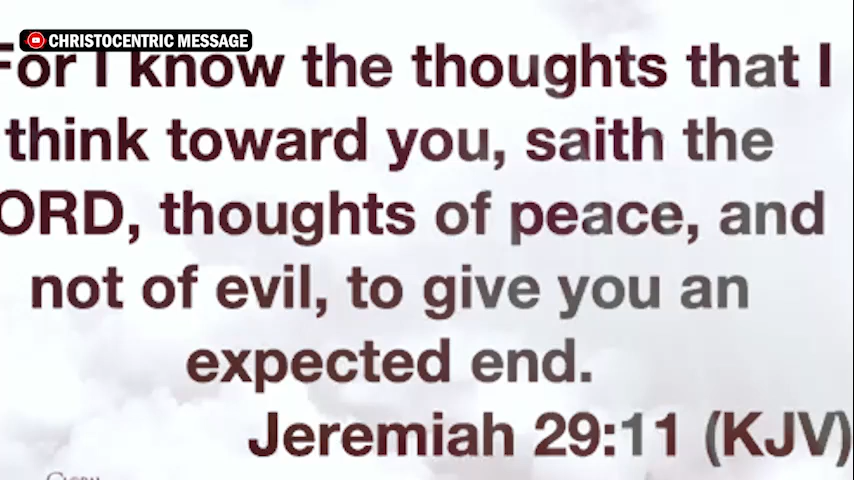 CHRISTOCENTRIC MESSAGE
For I know the thoughts that I
think toward you, saith the
ORD, thoughts of peace, and
not of evil, to give you an
expected end.
Jeremiah 29:11 (KJV)